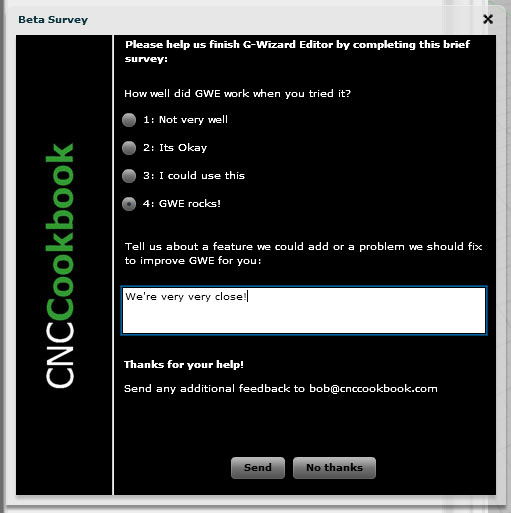 Beta Survey
Please help us finish G-Wizard Editor by completing this brief
survey:
How well did GWE work when you tried it?
1: Not very well
2: Its Okay
3: I could use this
4: GWE rocks!
Tell us about a feature we could add or a problem we should fix
to improve GWE for you:
We're very very close!
Thanks for your help!
Send any additional feedback to bob@cnccookbook.com
Send
No thanks
CNCCookbook